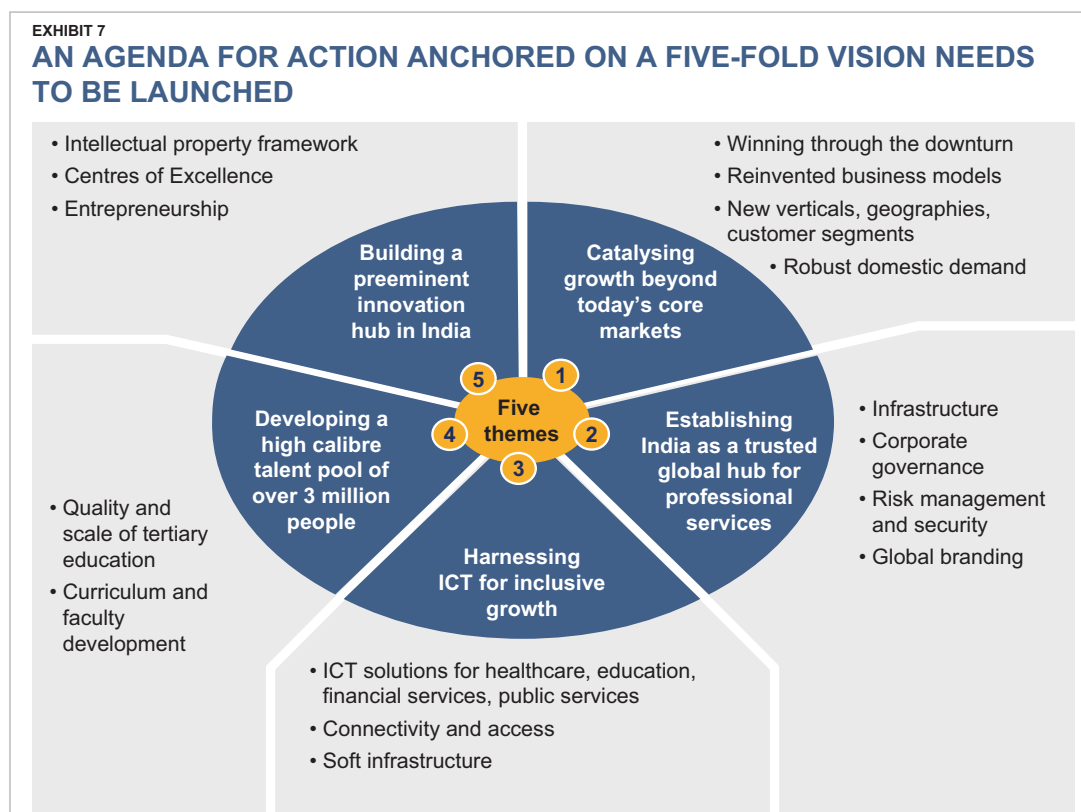 EXHIBIT 7
AN AGENDA FOR ACTION ANCHORED ON A FIVE-FOLD VISION NEEDS
TO BE LAUNCHED
• Intellectual property framework
• Centres of Excellence
• Entrepreneurship
• Winning through the downturn
• Reinvented business models
• New verticals, geographies,
customer segments
• Robust domestic demand
Building a
preeminent
innovation
hub in India
Catalysing
growth beyond
today's core
markets
5
1
Five
themes
4
2
3
Developing a
high calibre
talent pool of
over 3 million
people
Establishing
India as a trusted
global hub for
professional
services
• Infrastructure
• Corporate
governance
• Risk management
and security
• Global branding
• Quality and
scale of tertiary
education
• Curriculum and
faculty
development
Harnessing
ICT for inclusive
growth
• ICT solutions for healthcare, education,
financial services, public services
• Connectivity and access
• Soft infrastructure